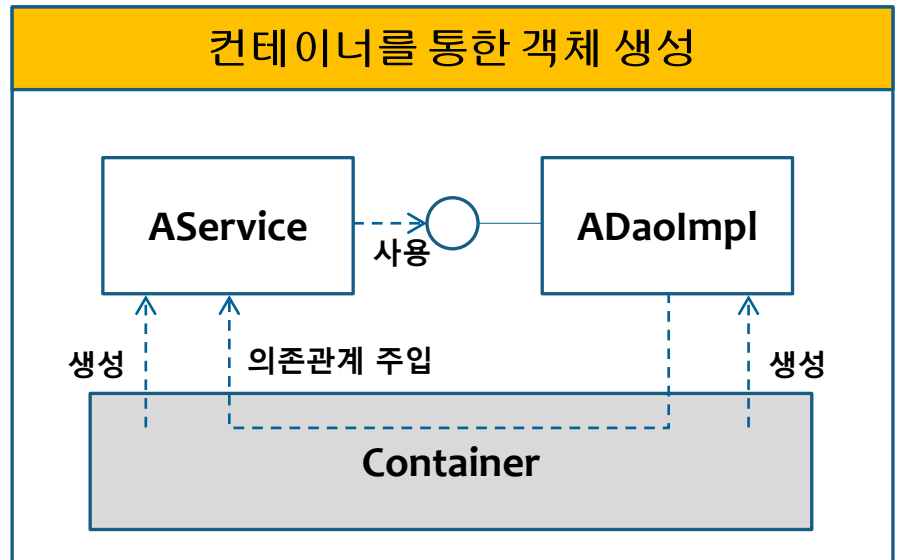 컨테이너를 통한 객체 생성
AService
사용
ADaoImpl
생성
의존관계 주입
생성
Container